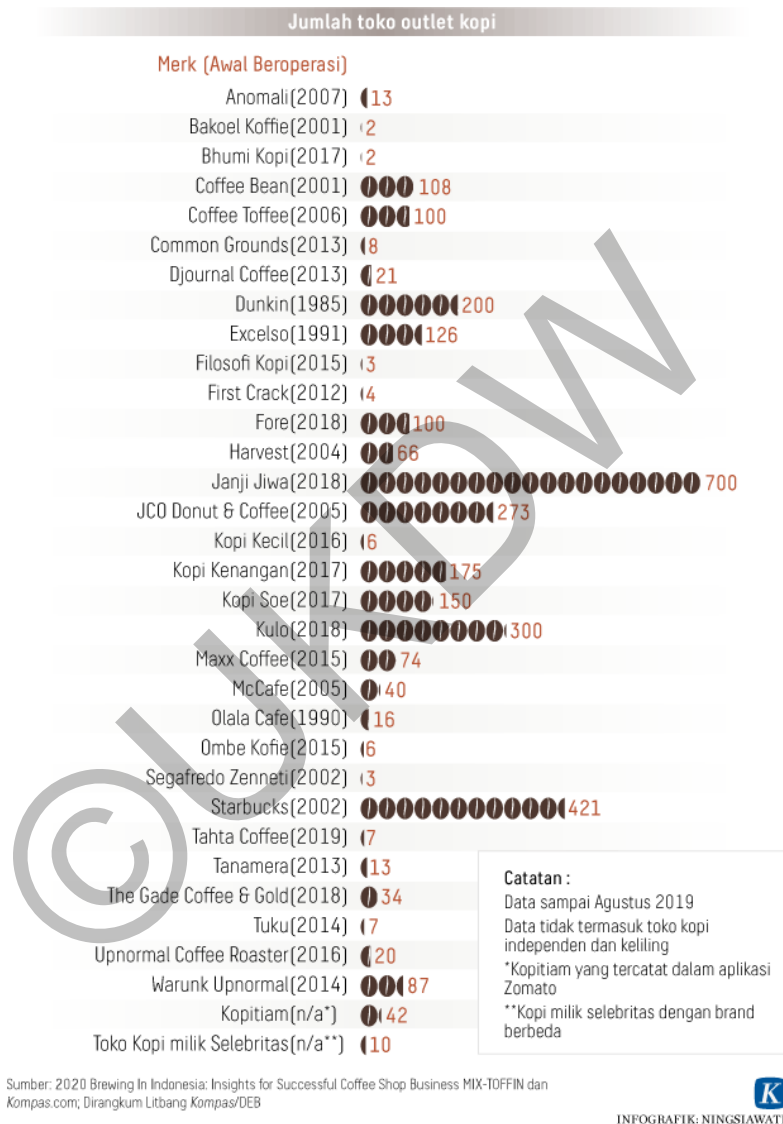 Jumlah toko outlet kopi
Merk (Awal Beroperasi)
Anomali(2007) 13
Bakoel Koffie(2001) 2
Bhumi Kopi(2017) 2
Coffee Bean(2001) 108
Coffee Toffee(2006) 100
Common Grounds(2013) 8
Djournal Coffee(2013) 21
Dunkin(1985) 200
Excelso(1991) 126
Filosofi Kopi(2015) 3
First Crack(2012) 4
Fore(2018) 100
Harvest(2004) 66
Janji Jiwa(2018) 700
JCO Donut & Coffee(2005) 273
Kopi Kecil(2016) 6
Kopi Kenangan(2017) 175
Kopi Soe(2017) 150
Kulo(2018) 300
Maxx Coffee(2015) 74
McCafe(2005) 40
Olala Cafe(1990) 16
Ombe Kofie(2015) 6
Segafredo Zenneti(2002) 3
Starbucks(2002) 421
Tahta Coffee(2019) 7
Tanamera(2013) 13
The Gade Coffee & Gold(2018) 34
Tuku(2014) 7
Upnormal Coffee Roaster(2016) 20
Warunk Upnormal(2014) 87
Kopitiam(n/a*) 42
Toko Kopi milik Selebritas(n/a**) 10
Catatan :
Data sampai Agustus 2019
Data tidak termasuk toko kopi
independen dan keliling
*Kopitiam yang tercatat dalam aplikasi
Zomato
**Kopi milik selebritas dengan brand
berbeda
Sumber: 2020 Brewing In Indonesia: Insights for Successful Coffee Shop Business MIX-TOFFIN dan
Kompas.com; Dirangkum Litbang Kompas/DEB
K
INFOGRAFIK: NINGSIAWATI
©UKDW